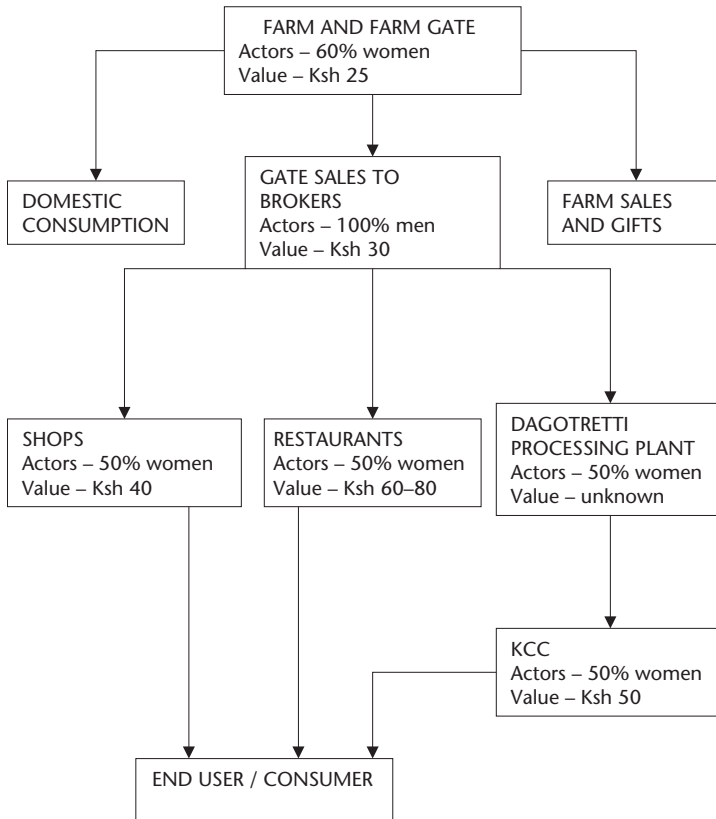 FARM AND FARM GATE
Actors – 60% women
Value – Ksh 25
DOMESTIC
CONSUMPTION
GATE SALES TO
BROKERS
Actors – 100% men
Value – Ksh 30
FARM SALES
AND GIFTS
SHOPS
Actors – 50% women
Value – Ksh 40
RESTAURANTS
Actors – 50% women
Value – Ksh 60–80
DAGOTRETTI
PROCESSING PLANT
Actors – 50% women
Value – unknown
KCC
Actors – 50% women
Value – Ksh 50
END USER / CONSUMER